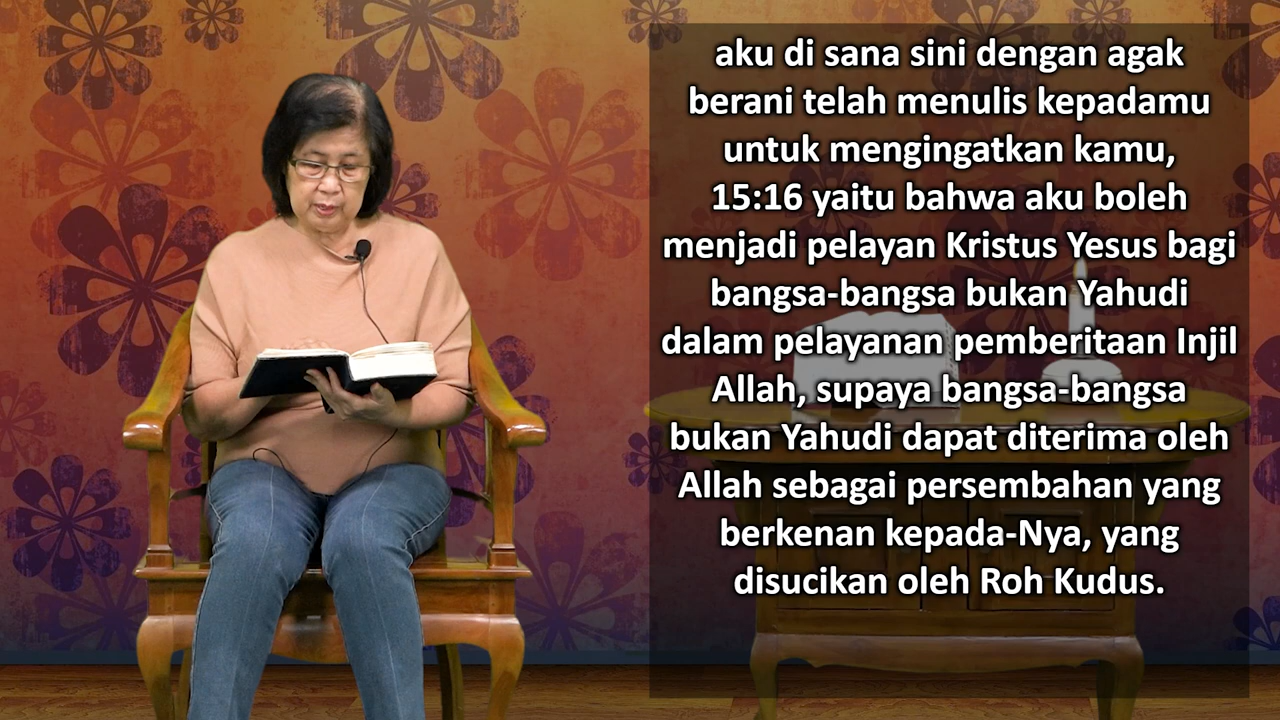 aku di sana sini dengan agak
berani telah menulis kepadamu
untuk mengingatkan kamu,
15:16 yaitu bahwa aku boleh
menjadi pelayan Kristus Yesus bagi
bangsa-bangsa bukan Yahudi
dalam pelayanan pemberitaan Injil
Allah, supaya bangsa-bangsa
bukan Yahudi dapat diterima oleh
Allah sebagai persembahan yang
berkenan kepada-Nya, yang
disucikan oleh Roh Kudus.